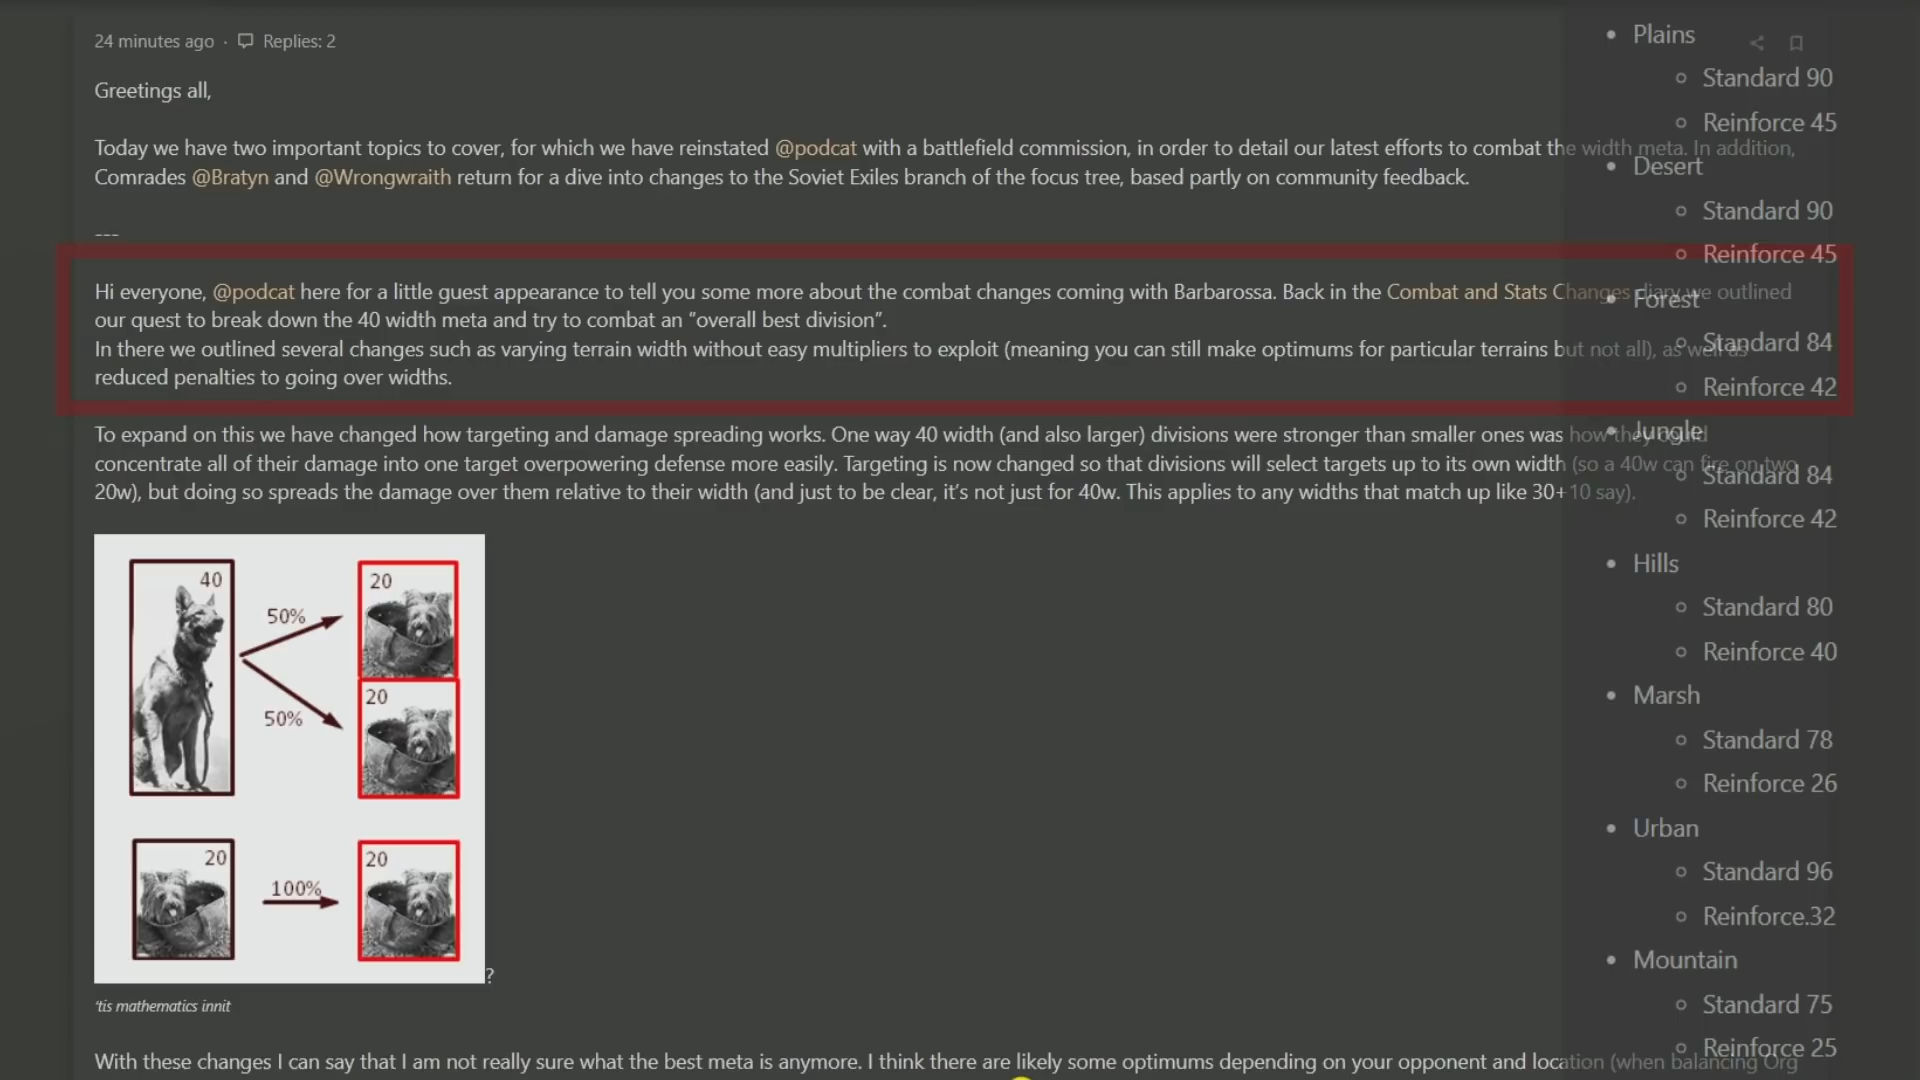 24 minutes ago · Replies: 2
Greetings all,
Today we have two important topics to cover, for which we have reinstated @podcat with a battlefield commission, in order to detail our latest efforts to combat the width meta. In addition,
Comrades @Bratyn and @Wrongwraith return for a dive into changes to the Soviet Exiles branch of the focus tree, based partly on community feedback.
---
Hi everyone, @podcat here for a little guest appearance to tell you some more about the combat changes coming with Barbarossa. Back in the Combat and Stats Changes diary we outlined
our quest to break down the 40 width meta and try to combat an “overall best division”.
In there we outlined several changes such as varying terrain width without easy multipliers to exploit (meaning you can still make optimums for particular terrains but not all), as well as
reduced penalties to going over widths.
To expand on this we have changed how targeting and damage spreading works. One way 40 width (and also larger) divisions were stronger than smaller ones was how they could
concentrate all of their damage into one target overpowering defense more easily. Targeting is now changed so that divisions will select targets up to its own width (so a 40w can fire on two
20w), but doing so spreads the damage over them relative to their width (and just to be clear, it’s not just for 40w. This applies to any widths that match up like 30+10 say).
40
50%
20
50%
20
20
100%
20
?
'tis mathematics innit
With these changes I can say that I am not really sure what the best meta is anymore. I think there are likely some optimums depending on your opponent and location (when balancing Org
Plains
Standard 90
Reinforce 45
Desert
Standard 90
Reinforce 45
Forest
Standard 84
Reinforce 42
Jungle
Standard 84
Reinforce 42
Hills
Standard 80
Reinforce 40
Marsh
Standard 78
Reinforce 26
Urban
Standard 96
Reinforce.32
Mountain
Standard 75
Reinforce 25